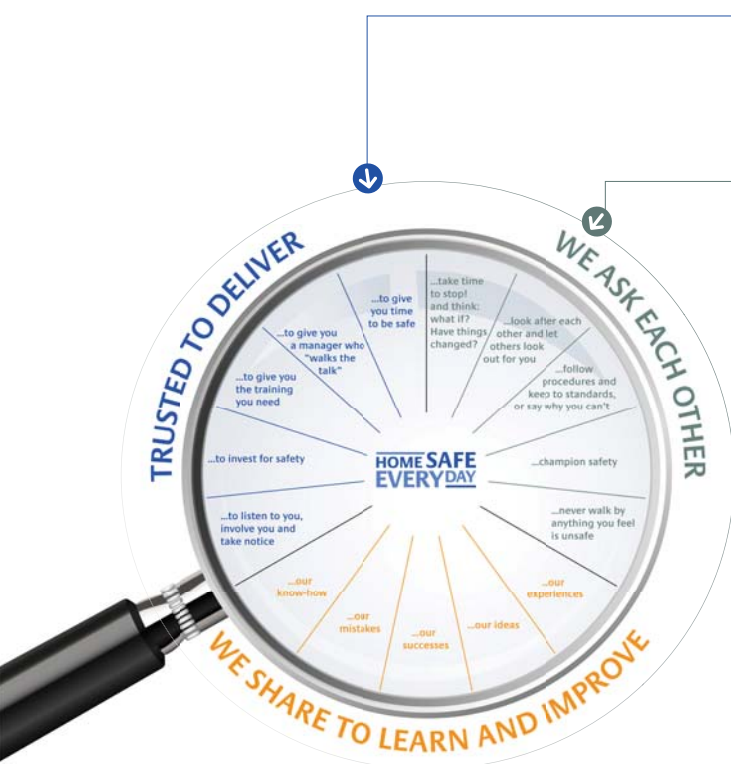 TRUSTED TO DELIVER
...to listen to you,
involve you and
take notice
...to invest for safety
...to give you
the training
you need
...to give you
a manager who
"walks the
talk"
...to give
you time
to be safe
WE ASK EACH OTHER
...take time
to stop!
and think:
what if?
Have things
changed?
...look after each
other and let
others look
out for you
...follow
procedures and
keep to standards,
or say why you can't
...champion safety
...never walk by
anything you feel
is unsafe
HOME SAFE
EVERY DAY
WE SHARE TO LEARN AND IMPROVE
...our
know-how
...our
mistakes
...our
successes
...our ideas
...our
experiences